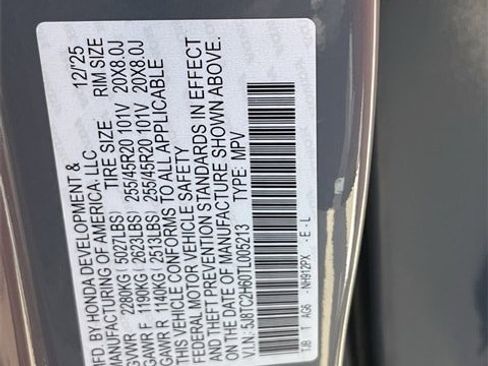 MFD. BY HONDA DEVELOPMENT &
MANUFACTURING OF AMERICA, LLC 12/'25
TIRE SIZE RIM SIZE
GVWR 2280KG ( 5027LBS)
GAWR F 1190KG ( 2623LBS) 255/45R20 101V 20X8.0J
GAWR R 1140KG ( 2513LBS) 255/45R20 101V 20X8.0J
THIS VEHICLE CONFORMS TO ALL APPLICABLE
FEDERAL MOTOR VEHICLE SAFETY
AND THEFT PREVENTION STANDARDS IN EFFECT
ON THE DATE OF MANUFACTURE SHOWN ABOVE.
V.I.N.: 5J8TC2H60TL005213 TYPE: MPV
TJB T AG6 · NH912PX · E - L